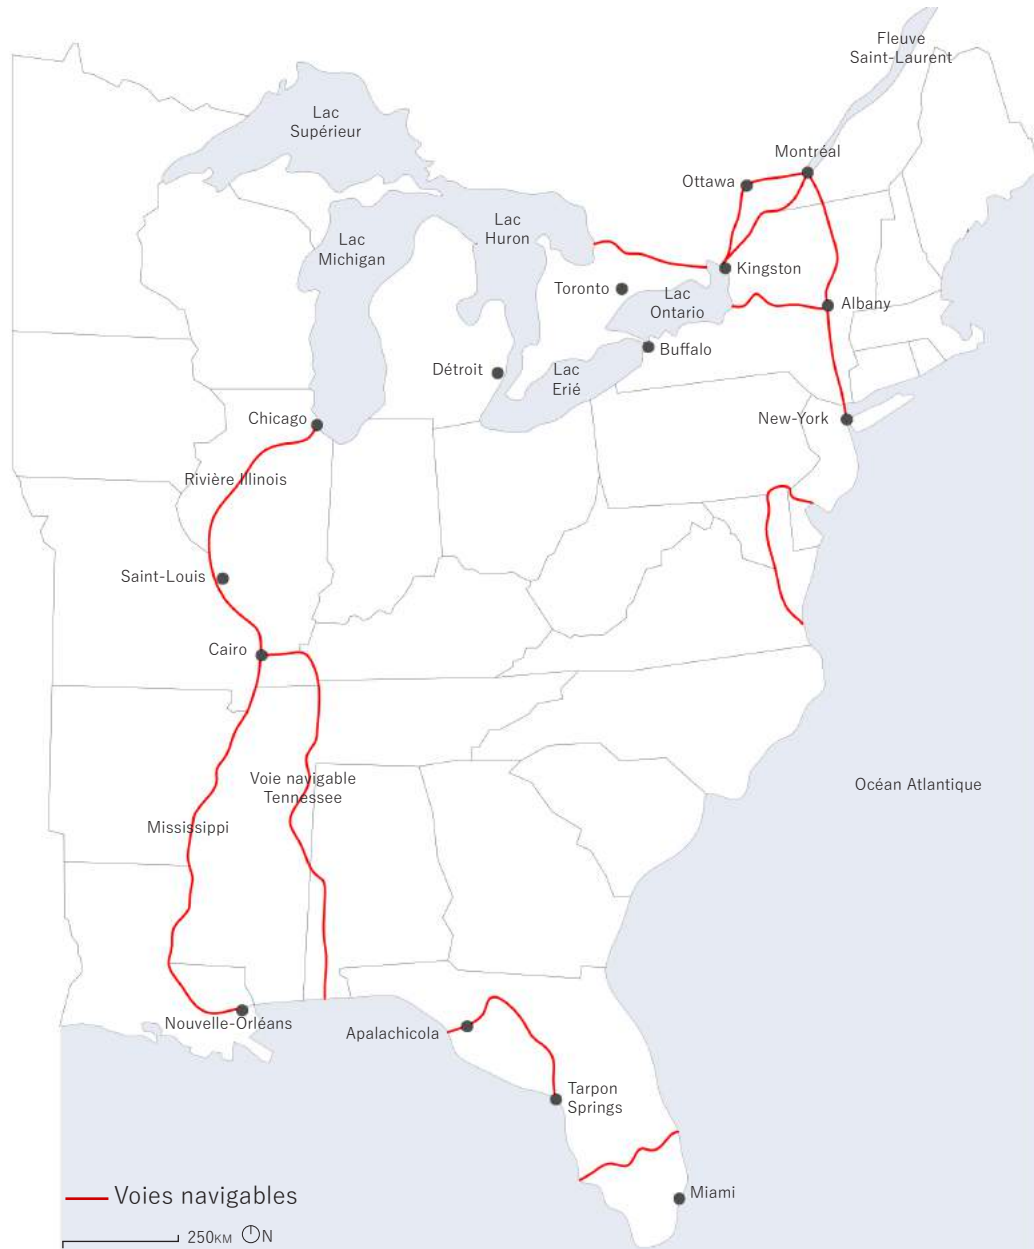 Fleuve
Saint-Laurent
Lac
Supérieur
Montréal
Ottawa
Lac
Huron
Lac
Michigan
Kingston
Toronto
Lac
Ontario
Albany
Buffalo
Détroit
Lac
Erié
Chicago
New-York
Rivière Illinois
Saint-Louis
Cairo
Voie navigable
Tennessee
Océan Atlantique
Mississippi
Nouvelle-Orléans
Apalachicola
Tarpon
Springs
Miami
Voies navigables
250KM N